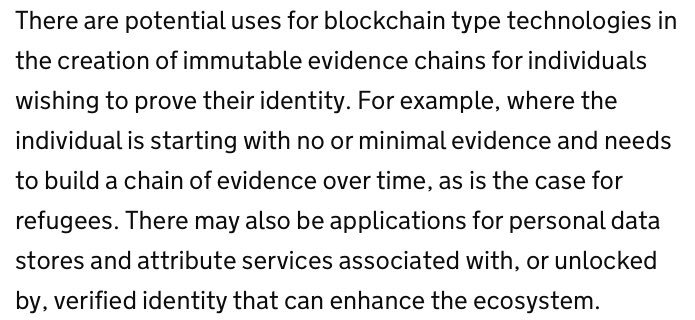 There are potential uses for blockchain type technologies in
the creation of immutable evidence chains for individuals
wishing to prove their identity. For example, where the
individual is starting with no or minimal evidence and needs
to build a chain of evidence over time, as is the case for
refugees. There may also be applications for personal data
stores and attribute services associated with, or unlocked
by, verified identity that can enhance the ecosystem.